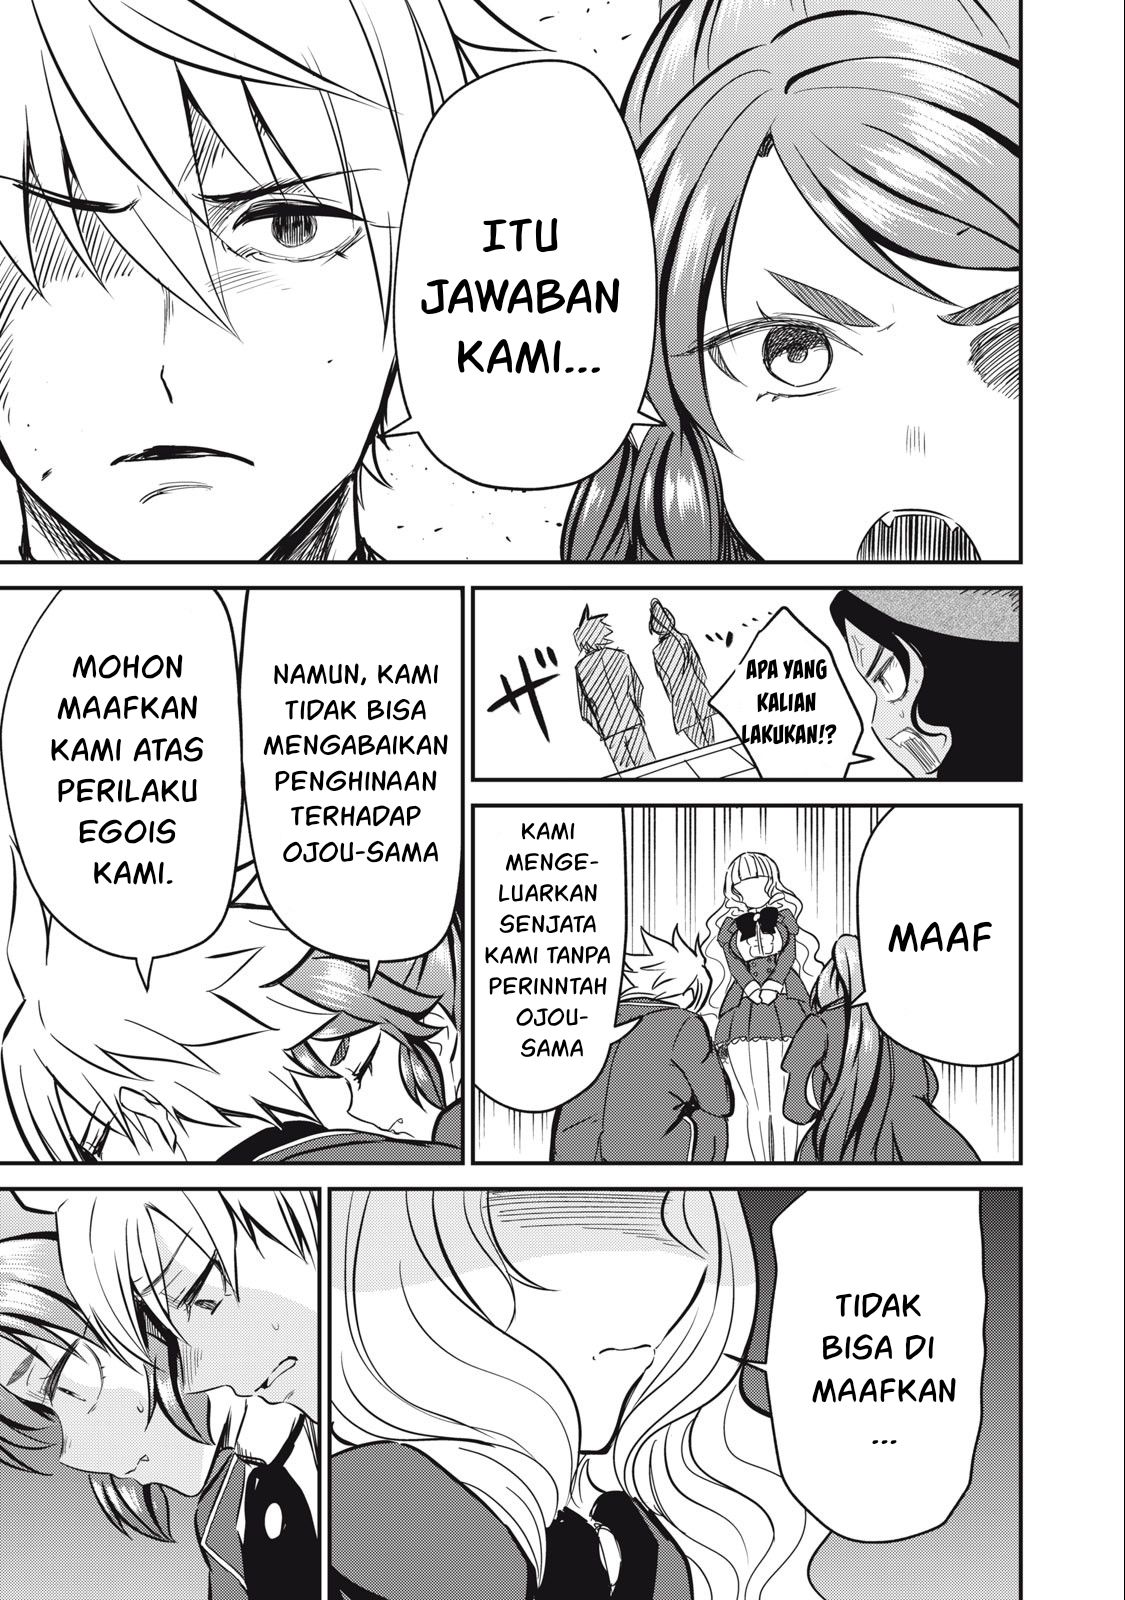 ITU
JAWABAN
KAMI...
APA YANG
KALIAN
LAKUKAN!?
ザ
NAMUN, KAMI
TIDAK BISA
MENGABAIKAN
PENGHINAAN
TERHADAP
OJOU-SAMA
MOHON
MAAFKAN
KAMI ATAS
PERILAKU
EGOIS
KAMI.
MAAF
KAMI
MENGE-
LUARKAN
SENJATA
KAMI TANPA
PERINNTAH
OJOU-
SAMA
TIDAK
BISA DI
MAAFKAN
...